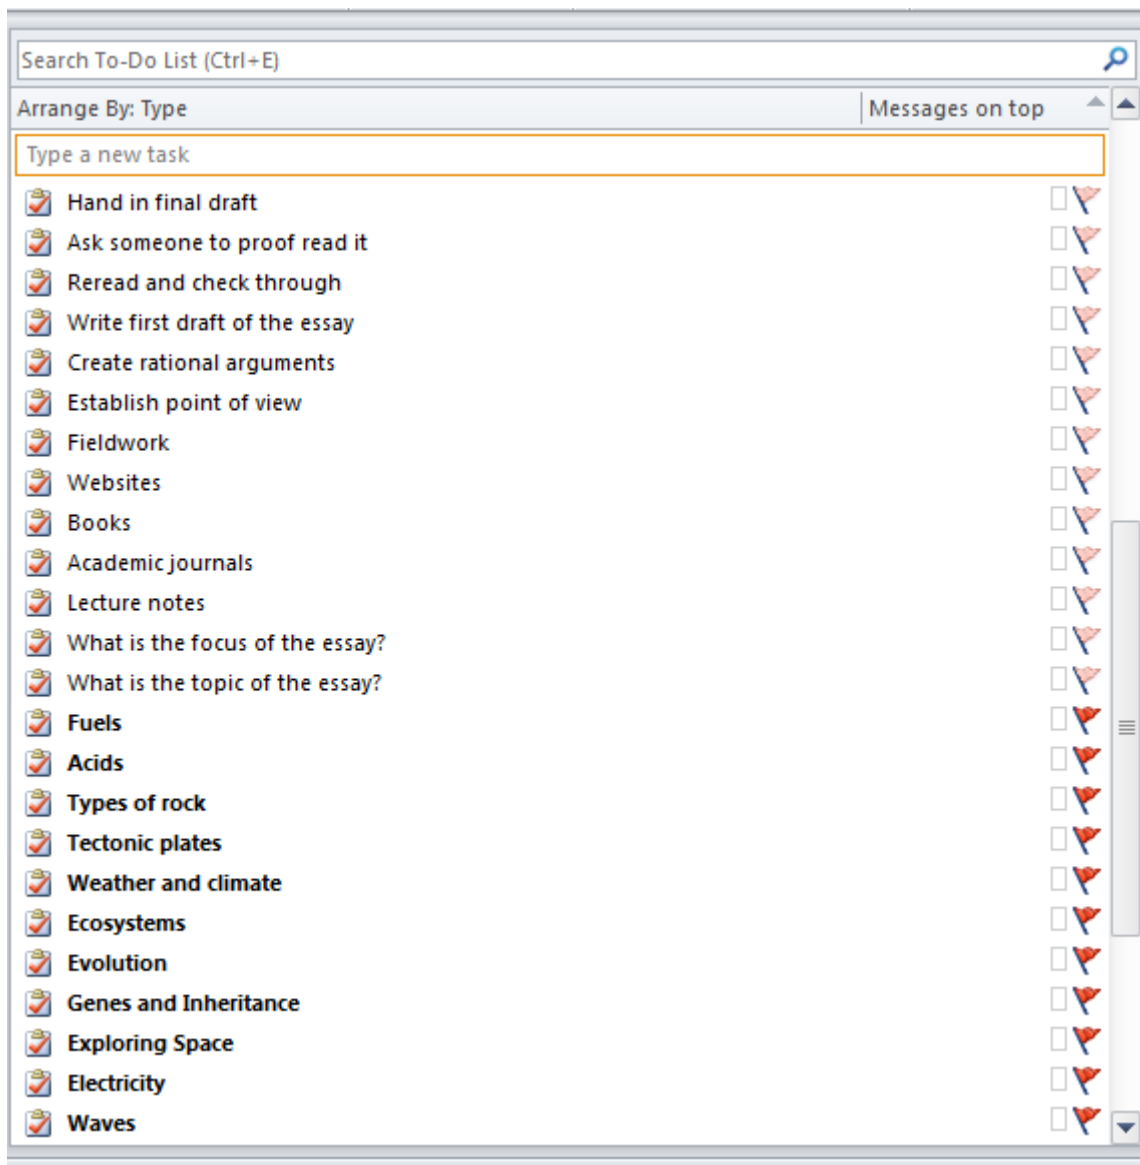 Search To-Do List (Ctrl+E)
Arrange By: Type Messages on top
Type a new task
Hand in final draft
Ask someone to proof read it
Reread and check through
Write first draft of the essay
Create rational arguments
Establish point of view
Fieldwork
Websites
Books
Academic journals
Lecture notes
What is the focus of the essay?
What is the topic of the essay?
Fuels
Acids
Types of rock
Tectonic plates
Weather and climate
Ecosystems
Evolution
Genes and Inheritance
Exploring Space
Electricity
Waves